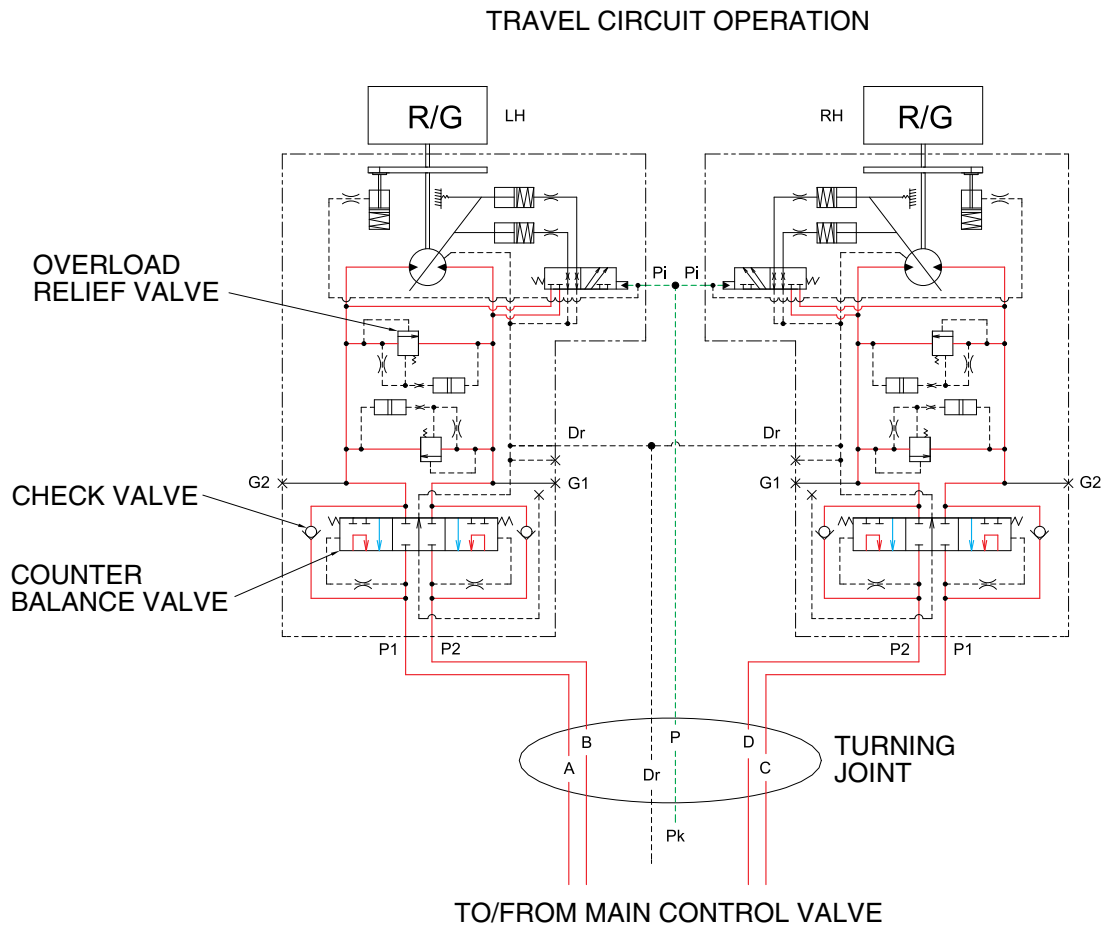 TRAVEL CIRCUIT OPERATION
R/G
LH
RH
R/G
OVERLOAD
RELIEF VALVE
Pi
Pi
Dr
Dr
G2
G1
G1
G2
CHECK VALVE
COUNTER
BALANCE VALVE
P1
P2
P2
P1
B
P
D
A
Dr
C
TURNING
JOINT
Pk
TO/FROM MAIN CONTROL VALVE